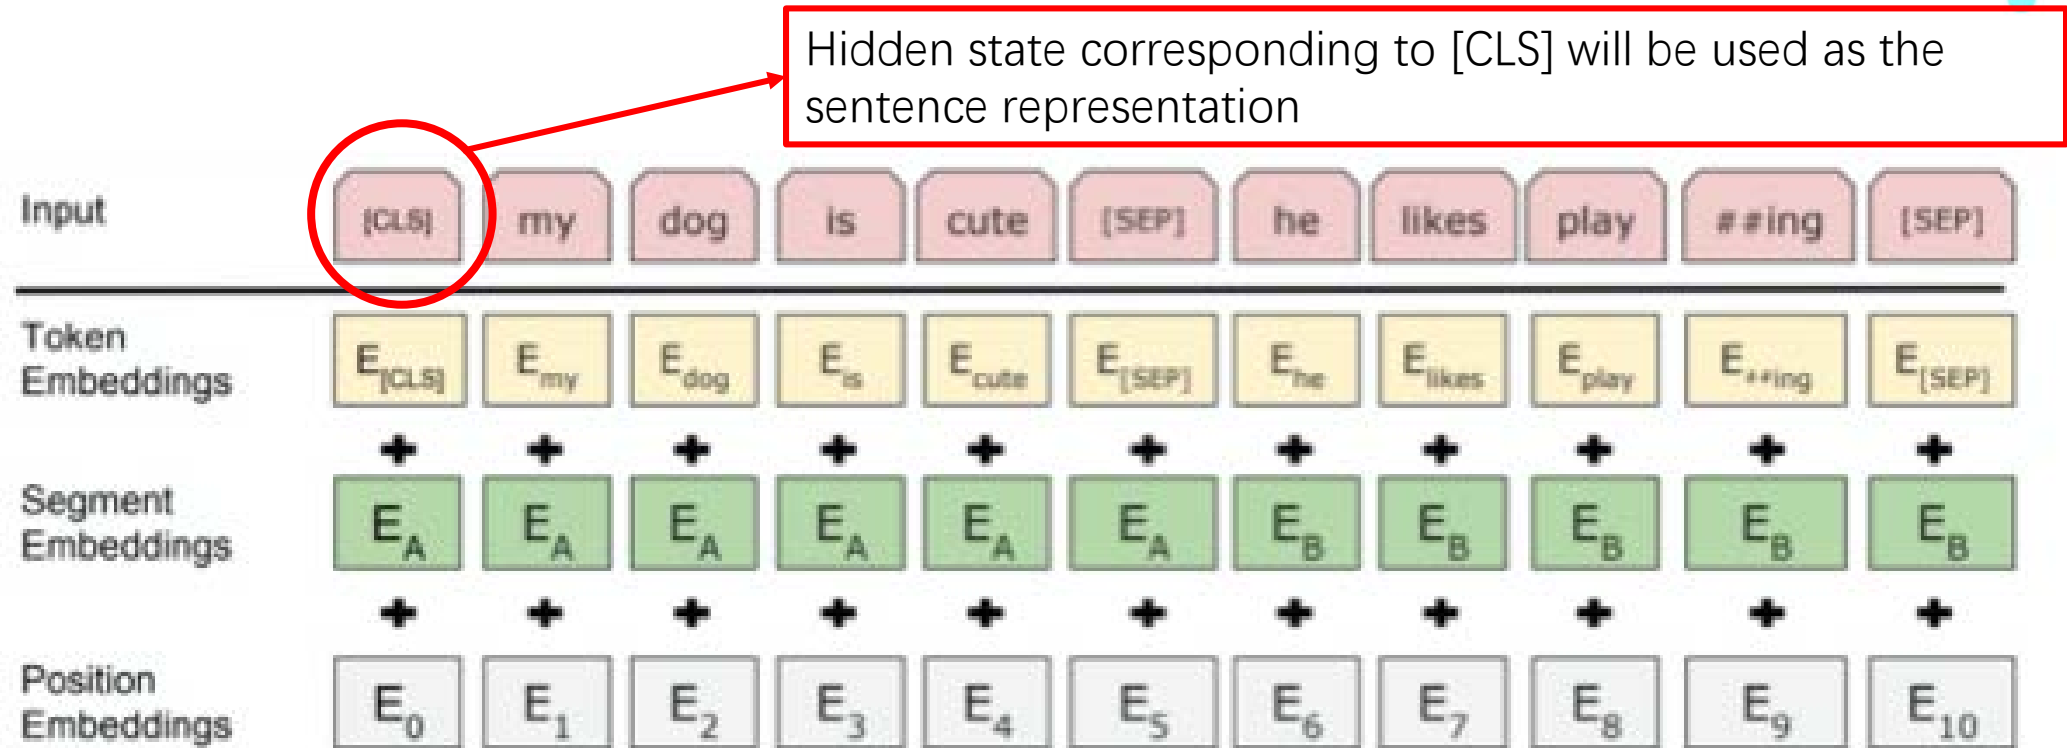 Hidden state corresponding to [CLS] will be used as the
sentence representation
Input [CLS] my dog is cute [SEP] he likes play ##ing [SEP]
Token
Embeddings
E[CLS] Emy Edog Eis Ecute E[SEP] Ehe Elikes Eplay E##ing E[SEP]
+ + + + + + + + + + +
Segment
Embeddings
EA EA EA EA EA EA EB EB EB EB EB
+ + + + + + + + + + +
Position
Embeddings
E0 E1 E2 E3 E4 E5 E6 E7 E8 E9 E10